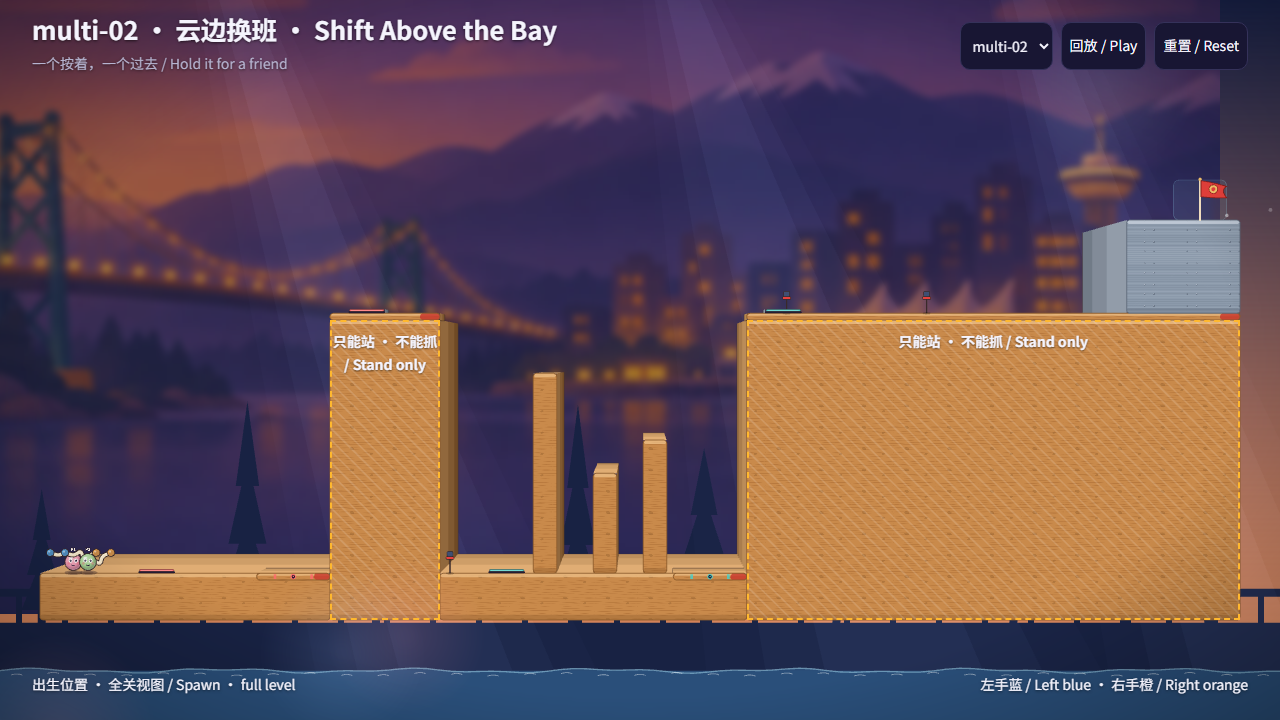 multi-02 • 云边换班 • Shift Above the Bay
一个按着，一个过去 / Hold it for a friend
multi-02
回放 / Play
重置 / Reset
只能站 • 不能抓
/ Stand only
只能站 • 不能抓 / Stand only
出生位置 • 全关视图 / Spawn • full level
左手蓝 / Left blue • 右手橙 / Right orange